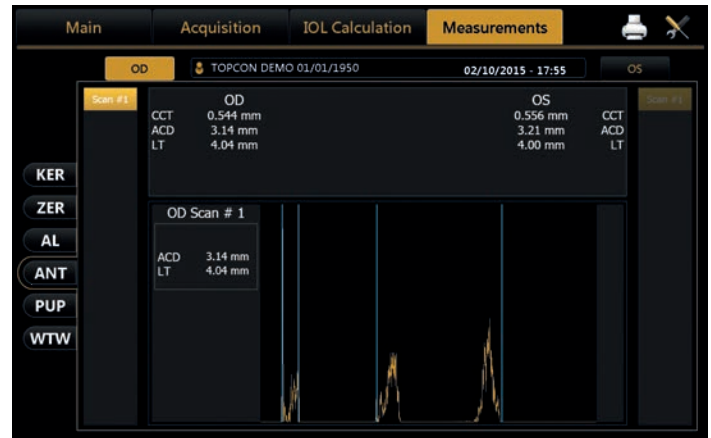 Main Acquisition IOL Calculation Measurements
OD TOPCON DEMO 01/01/1950 02/10/2015 - 17:55 OS
Scan #1 OD OS Scan #1
CCT 0.544 mm 0.556 mm CCT
ACD 3.14 mm 3.21 mm ACD
LT 4.04 mm 4.00 mm LT
KER
ZER
AL
ANT
PUP
WTW
OD Scan # 1
ACD 3.14 mm
LT 4.04 mm